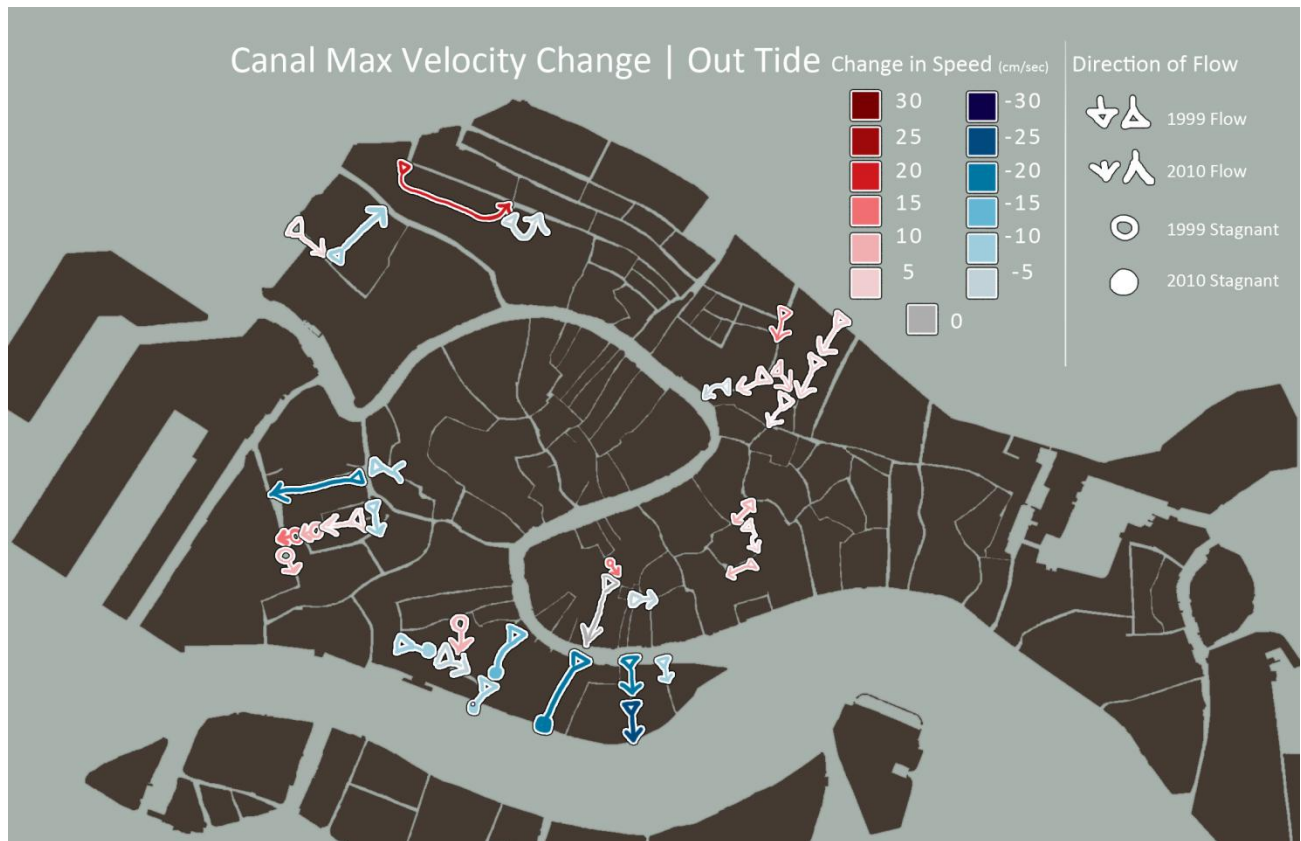 Canal Max Velocity Change | Out Tide
Change in Speed (cm/sec)
30 -30
25 -25
20 -20
15 -15
10 -10
5 -5
0
Direction of Flow
1999 Flow
2010 Flow
1999 Stagnant
2010 Stagnant